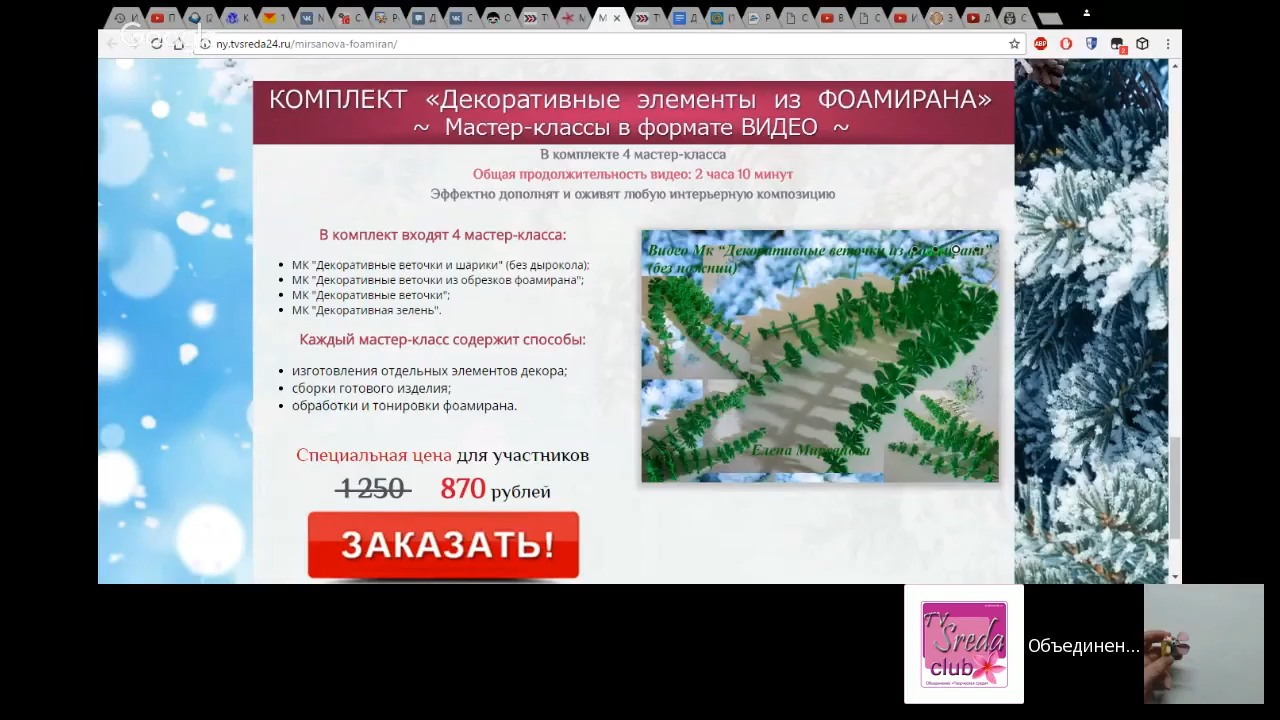 ny.tvsreda24.ru/mirsanova-foamiran/
ABP
2
КОМПЛЕКТ «Декоративные элементы из ФОАМИРАНА»
~ Мастер-классы в формате ВИДЕО ~
В комплекте 4 мастер-класса
Общая продолжительность видео: 2 часа 10 минут
Эффектно дополнят и оживят любую интерьерную композицию
В комплект входят 4 мастер-класса:
МК "Декоративные веточки и шарики" (без дырокола);
МК "Декоративные веточки из обрезков фоамирана";
МК "Декоративные веточки";
МК "Декоративная зелень".
Каждый мастер-класс содержит способы:
изготовления отдельных элементов декора;
сборки готового изделия;
обработки и тонировки фоамирана.
Специальная цена для участников
1 250 870 рублей
ЗАКАЗАТЬ!
Видео Мк "Декоративные веточки из фоамирана"
(без ножниц)
Елена Мирсанова
TV
Sreda
club
Объединен...